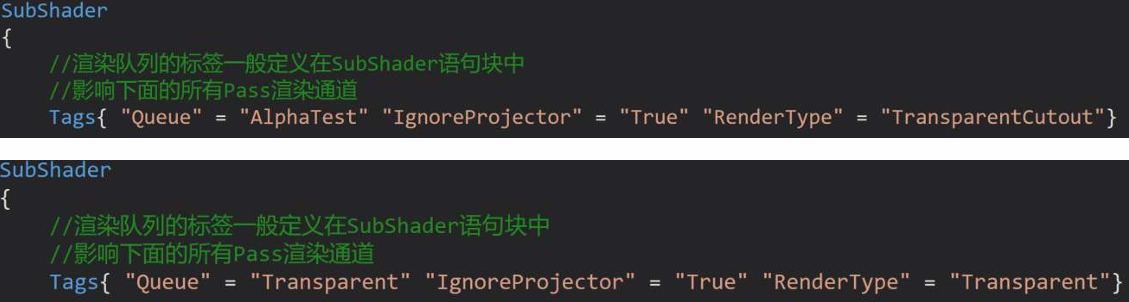 SubShader
{
//渲染队列的标签一般定义在SubShader语句块中
//影响下面的所有Pass渲染通道
Tags{ "Queue" = "AlphaTest" "IgnoreProjector" = "True" "RenderType" = "TransparentCutout"}
SubShader
{
//渲染队列的标签一般定义在SubShader语句块中
//影响下面的所有Pass渲染通道
Tags{ "Queue" = "Transparent" "IgnoreProjector" = "True" "RenderType" = "Transparent"}